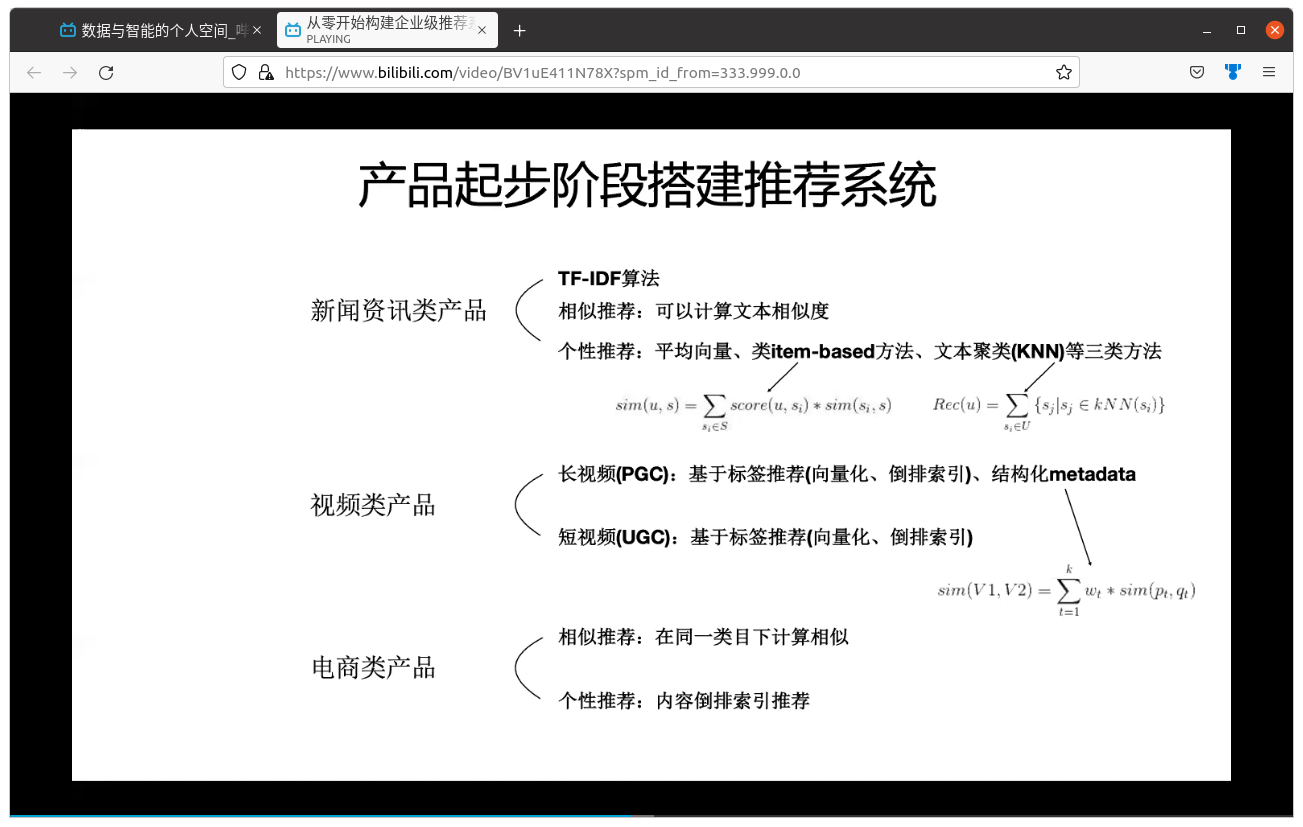 数据与智能的个人空间_哔
从零开始构建企业级推荐系
PLAYING
https://www.bilibili.com/video/BV1uE411N78X?spm_id_from=333.999.0.0
产品起步阶段搭建推荐系统
TF-IDF算法
新闻资讯类产品
相似推荐：可以计算文本相似度
个性推荐：平均向量、类item-based方法、文本聚类(KNN)等三类方法
sim(u, s) = ∑_{s_i∈S} score(u, s_i) * sim(s_i, s)
Rec(u) = ∑_{s_i∈U} {s_j|s_j ∈ kNN(s_i)}
长视频(PGC)：基于标签推荐(向量化、倒排索引)、结构化metadata
视频类产品
短视频(UGC)：基于标签推荐(向量化、倒排索引)
sim(V1, V2) = ∑_{t=1}^{k} w_t * sim(p_t, q_t)
相似推荐：在同一类目下计算相似
电商类产品
个性推荐：内容倒排索引推荐